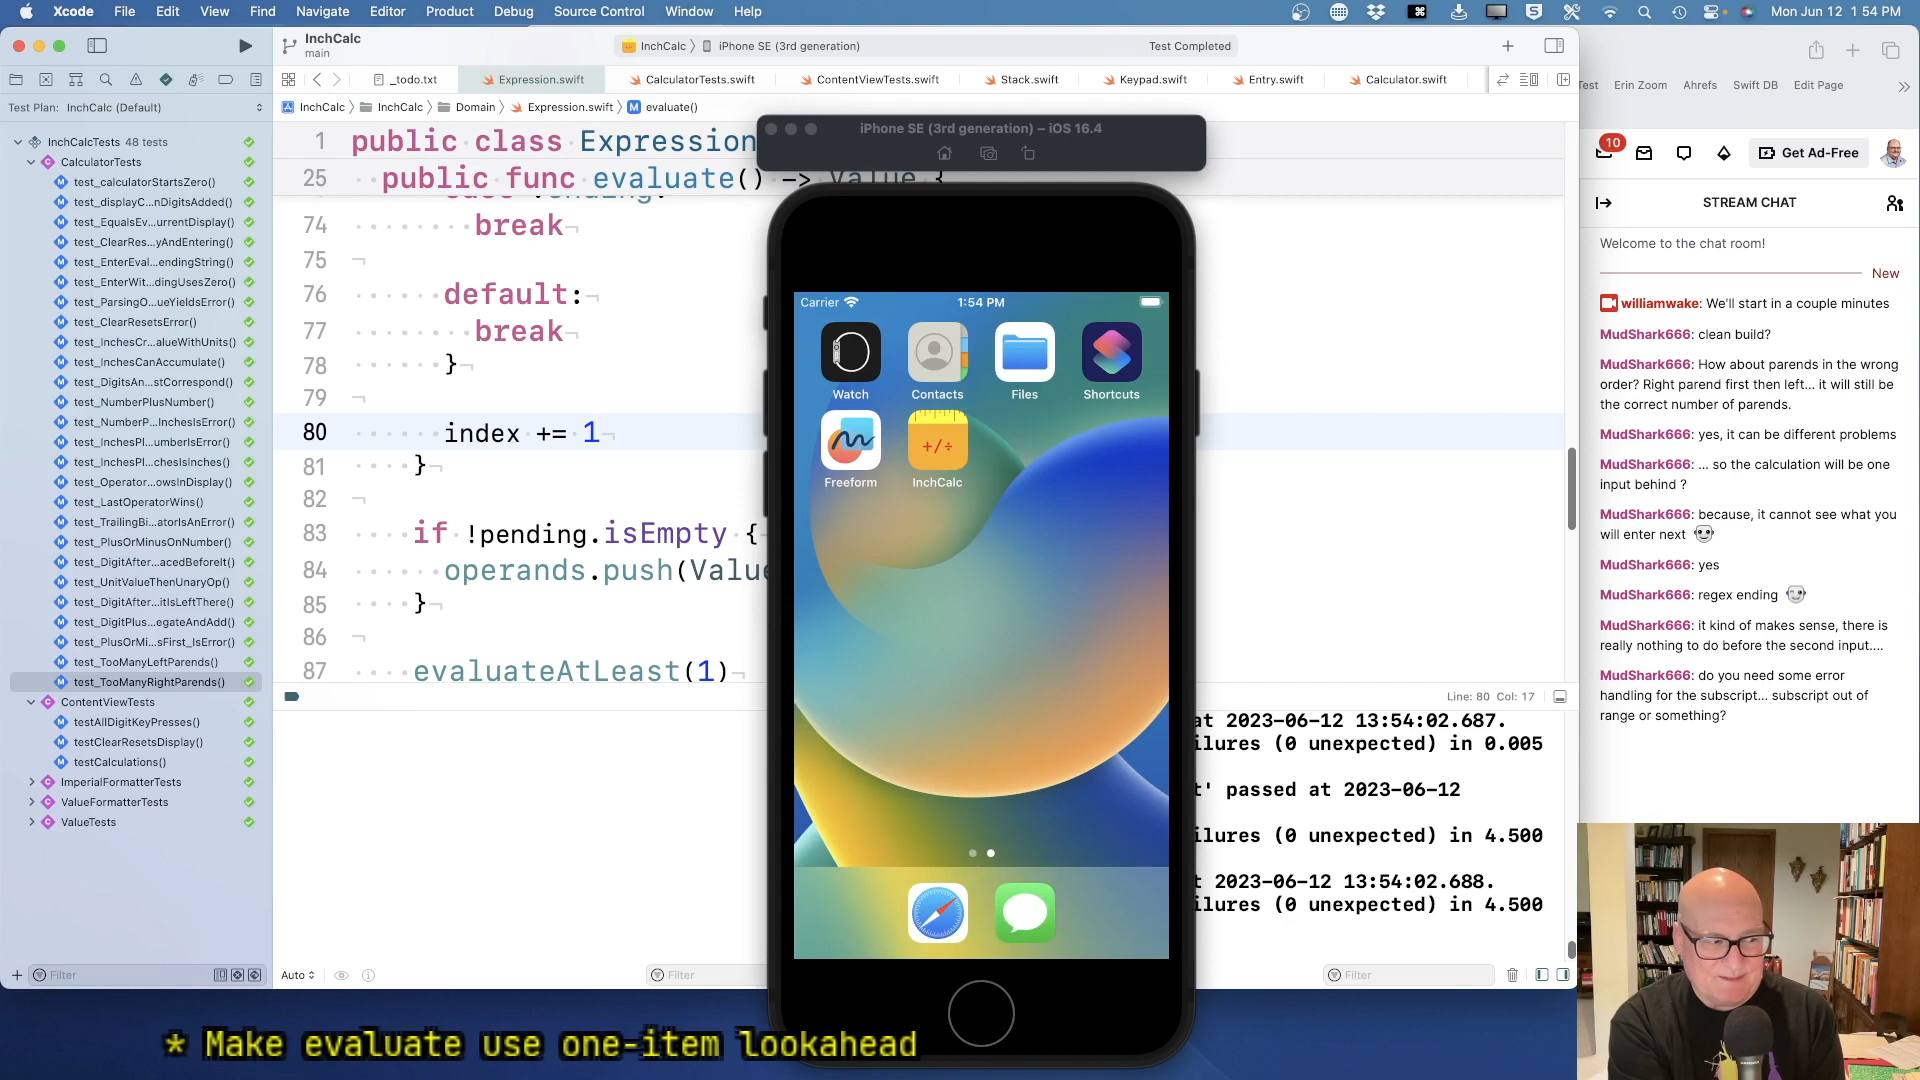 Xcode File Edit View Find Navigate Editor Product Debug Source Control Window Help
Mon Jun 12 1:54 PM
InchCalc
main
InchCalc
iPhone SE (3rd generation)
Test Completed
Erin Zoom Ahrefs Swift DB Edit Page
_todo.txt Expression.swift CalculatorTests.swift ContentViewTests.swift Stack.swift Keypad.swift Entry.swift Calculator.swift
Test Plan: InchCalc (Default)
InchCalc InchCalc Domain Expression.swift M evaluate()
InchCalcTests 48 tests
CalculatorTests
test_calculatorStartsZero()
test_displayC…nDigitsAdded()
test_EqualsEv…urrentDisplay()
test_ClearRes…yAndEntering()
test_EnterEval…endingString()
test_EnterWit…dingUsesZero()
test_ParsingO…ueYieldsError()
test_ClearResetsError()
test_InchesCr…alueWithUnits()
test_InchesCanAccumulate()
test_DigitsAn…stCorrespond()
test_NumberPlusNumber()
test_NumberP…InchesIsError()
test_InchesPl…umberIsError()
test_InchesPl…chesIsInches()
test_Operator…owsInDisplay()
test_LastOperatorWins()
test_TrailingBi…atorIsAnError()
test_PlusOrMinusOnNumber()
test_DigitAfter…acedBeforeIt()
test_UnitValueThenUnaryOp()
test_DigitAfter…itIsLeftThere()
test_DigitPlus…egateAndAdd()
test_PlusOrMi…sFirst_IsError()
test_TooManyLeftParends()
test_TooManyRightParends()
ContentViewTests
testAllDigitKeyPresses()
testClearResetsDisplay()
testCalculations()
ImperialFormatterTests
ValueFormatterTests
ValueTests
Filter
1 public class Expression
25 public func evaluate() -> Value {
74 break
75
76 default:
77 break
78 }
79
80 index += 1
81 }
82
83 if !pending.isEmpty {
84 operands.push(Value
85 }
86
87 evaluateAtLeast(1)
Line: 80 Col: 17
at 2023-06-12 13:54:02.687.
ilures (0 unexpected) in 0.005
t' passed at 2023-06-12
ilures (0 unexpected) in 4.500
t 2023-06-12 13:54:02.688.
ilures (0 unexpected) in 4.500
Auto
Filter
Filter
iPhone SE (3rd generation) – iOS 16.4
Carrier 1:54 PM
Watch Contacts Files Shortcuts
+/÷
Freeform InchCalc
10
Get Ad-Free
STREAM CHAT
Welcome to the chat room!
New
williamwake: We'll start in a couple minutes
MudShark666: clean build?
MudShark666: How about parends in the wrong
order? Right parend first then left... it will still be
the correct number of parends.
MudShark666: yes, it can be different problems
MudShark666: ... so the calculation will be one
input behind ?
MudShark666: because, it cannot see what you
will enter next
MudShark666: yes
MudShark666: regex ending
MudShark666: it kind of makes sense, there is
really nothing to do before the second input....
MudShark666: do you need some error
handling for the subscript... subscript out of
range or something?
* Make evaluate use one-item lookahead